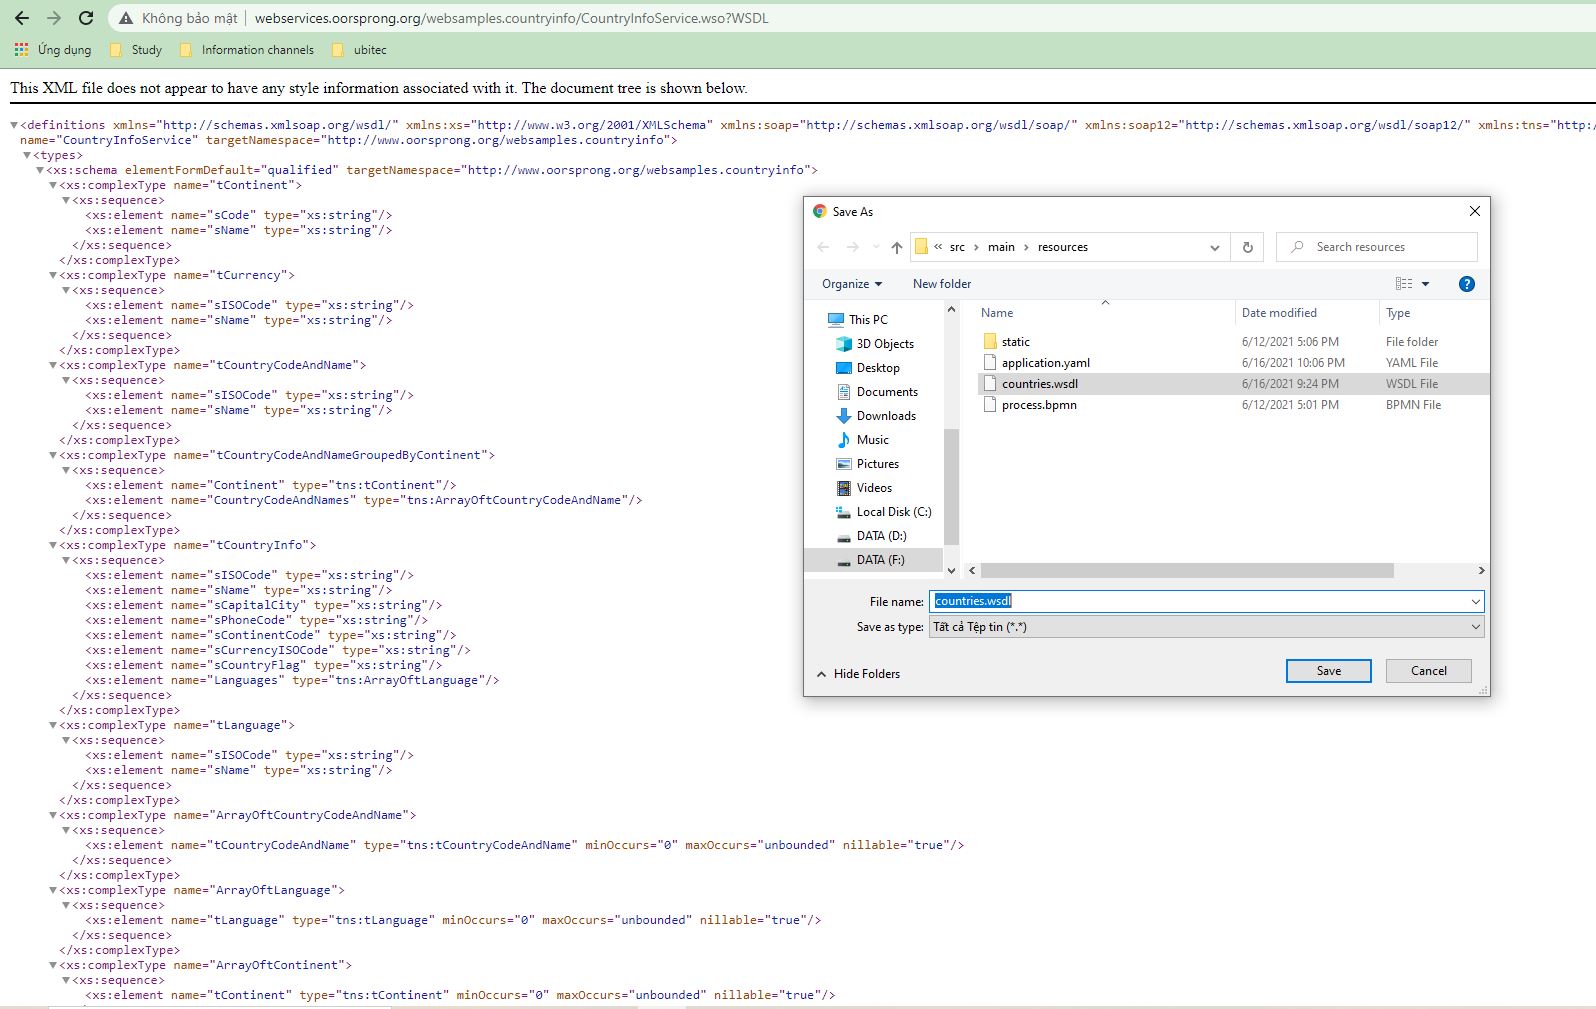 Không bảo mật | webservices.oorsprong.org/websamples.countryinfo/CountryInfoService.wso?WSDL
Ứng dụng Study Information channels ubitec
This XML file does not appear to have any style information associated with it. The document tree is shown below.
<definitions xmlns="http://schemas.xmlsoap.org/wsdl/" xmlns:xs="http://www.w3.org/2001/XMLSchema" xmlns:soap="http://schemas.xmlsoap.org/wsdl/soap/" xmlns:soap12="http://schemas.xmlsoap.org/wsdl/soap12/" xmlns:tns="http:/
name="CountryInfoService" targetNamespace="http://www.oorsprong.org/websamples.countryinfo">
<types>
<xs:schema elementFormDefault="qualified" targetNamespace="http://www.oorsprong.org/websamples.countryinfo">
<xs:complexType name="tContinent">
<xs:sequence>
<xs:element name="sCode" type="xs:string"/>
<xs:element name="sName" type="xs:string"/>
</xs:sequence>
</xs:complexType>
<xs:complexType name="tCurrency">
<xs:sequence>
<xs:element name="sISOCode" type="xs:string"/>
<xs:element name="sName" type="xs:string"/>
</xs:sequence>
</xs:complexType>
<xs:complexType name="tCountryCodeAndName">
<xs:sequence>
<xs:element name="sISOCode" type="xs:string"/>
<xs:element name="sName" type="xs:string"/>
</xs:sequence>
</xs:complexType>
<xs:complexType name="tCountryCodeAndNameGroupedByContinent">
<xs:sequence>
<xs:element name="Continent" type="tns:tContinent"/>
<xs:element name="CountryCodeAndNames" type="tns:ArrayOftCountryCodeAndName"/>
</xs:sequence>
</xs:complexType>
<xs:complexType name="tCountryInfo">
<xs:sequence>
<xs:element name="sISOCode" type="xs:string"/>
<xs:element name="sName" type="xs:string"/>
<xs:element name="sCapitalCity" type="xs:string"/>
<xs:element name="sPhoneCode" type="xs:string"/>
<xs:element name="sContinentCode" type="xs:string"/>
<xs:element name="sCurrencyISOCode" type="xs:string"/>
<xs:element name="sCountryFlag" type="xs:string"/>
<xs:element name="Languages" type="tns:ArrayOftLanguage"/>
</xs:sequence>
</xs:complexType>
<xs:complexType name="tLanguage">
<xs:sequence>
<xs:element name="sISOCode" type="xs:string"/>
<xs:element name="sName" type="xs:string"/>
</xs:sequence>
</xs:complexType>
<xs:complexType name="ArrayOftCountryCodeAndName">
<xs:sequence>
<xs:element name="tCountryCodeAndName" type="tns:tCountryCodeAndName" minOccurs="0" maxOccurs="unbounded" nillable="true"/>
</xs:sequence>
</xs:complexType>
<xs:complexType name="ArrayOftLanguage">
<xs:sequence>
<xs:element name="tLanguage" type="tns:tLanguage" minOccurs="0" maxOccurs="unbounded" nillable="true"/>
</xs:sequence>
</xs:complexType>
<xs:complexType name="ArrayOftContinent">
<xs:sequence>
<xs:element name="tContinent" type="tns:tContinent" minOccurs="0" maxOccurs="unbounded" nillable="true"/>
Save As
« src › main › resources
Search resources
Organize
New folder
This PC
3D Objects
Desktop
Documents
Downloads
Music
Pictures
Videos
Local Disk (C:)
DATA (D:)
DATA (F:)
Name Date modified Type
static 6/12/2021 5:06 PM File folder
application.yaml 6/16/2021 10:06 PM YAML File
countries.wsdl 6/16/2021 9:24 PM WSDL File
process.bpmn 6/12/2021 5:01 PM BPMN File
File name: countries.wsdl
Save as type: Tất cả Tệp tin (*.*)
Hide Folders
Save
Cancel